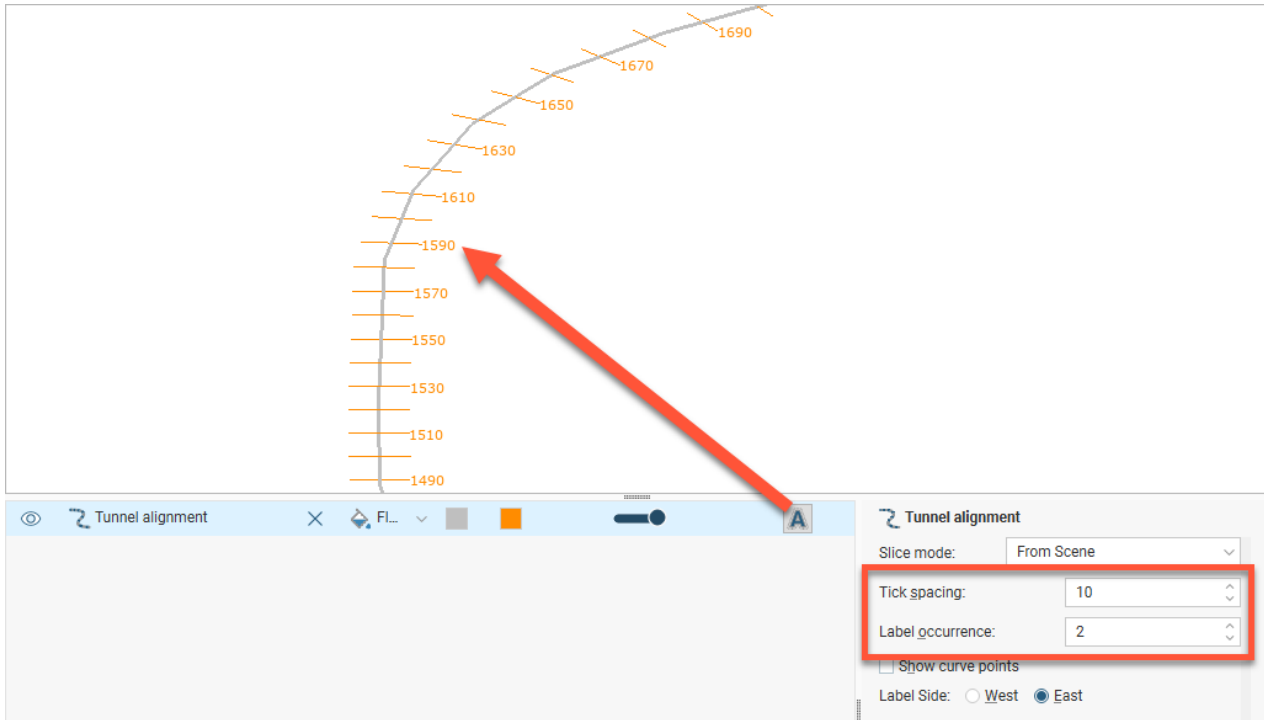 1690
1670
1650
1630
1610
1590
1570
1550
1530
1510
1490
Tunnel alignment
Fl...
A
Tunnel alignment
Slice mode: From Scene
Tick spacing: 10
Label occurrence: 2
Show curve points
Label Side: West East